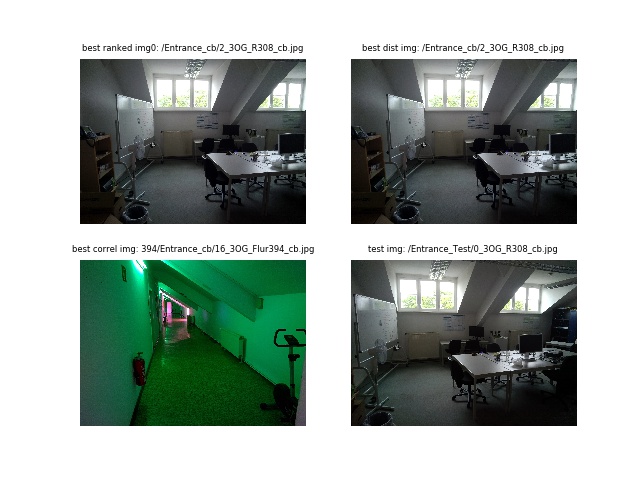 best ranked img0: /Entrance_cb/2_3OG_R308_cb.jpg
best dist img: /Entrance_cb/2_3OG_R308_cb.jpg
best correl img: 394/Entrance_cb/16_3OG_Flur394_cb.jpg
test img: /Entrance_Test/0_3OG_R308_cb.jpg